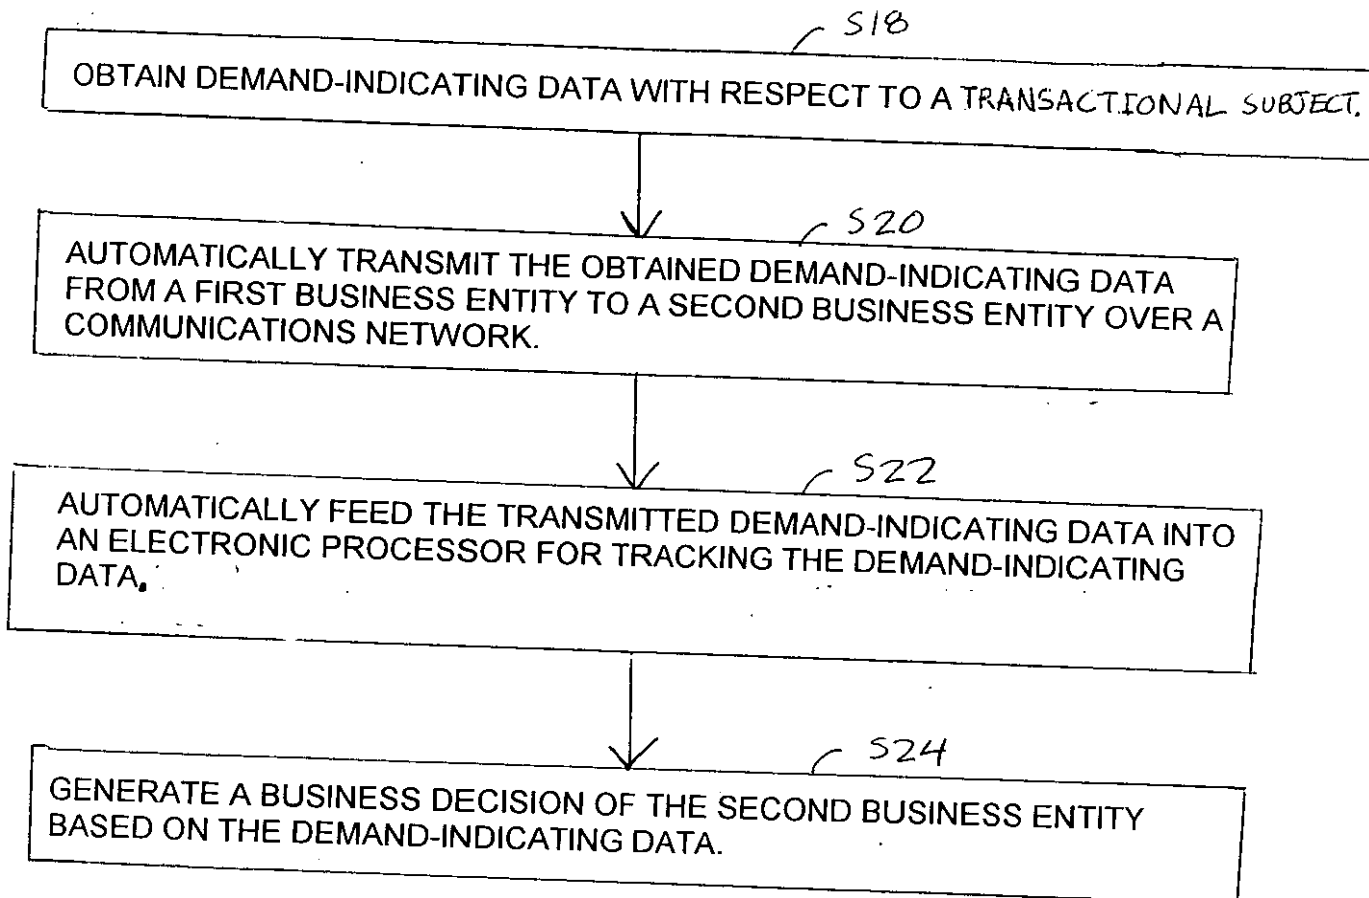 S18
OBTAIN DEMAND-INDICATING DATA WITH RESPECT TO A TRANSACTIONAL SUBJECT.
S20
AUTOMATICALLY TRANSMIT THE OBTAINED DEMAND-INDICATING DATA
FROM A FIRST BUSINESS ENTITY TO A SECOND BUSINESS ENTITY OVER A
COMMUNICATIONS NETWORK.
S22
AUTOMATICALLY FEED THE TRANSMITTED DEMAND-INDICATING DATA INTO
AN ELECTRONIC PROCESSOR FOR TRACKING THE DEMAND-INDICATING
DATA.
S24
GENERATE A BUSINESS DECISION OF THE SECOND BUSINESS ENTITY
BASED ON THE DEMAND-INDICATING DATA.